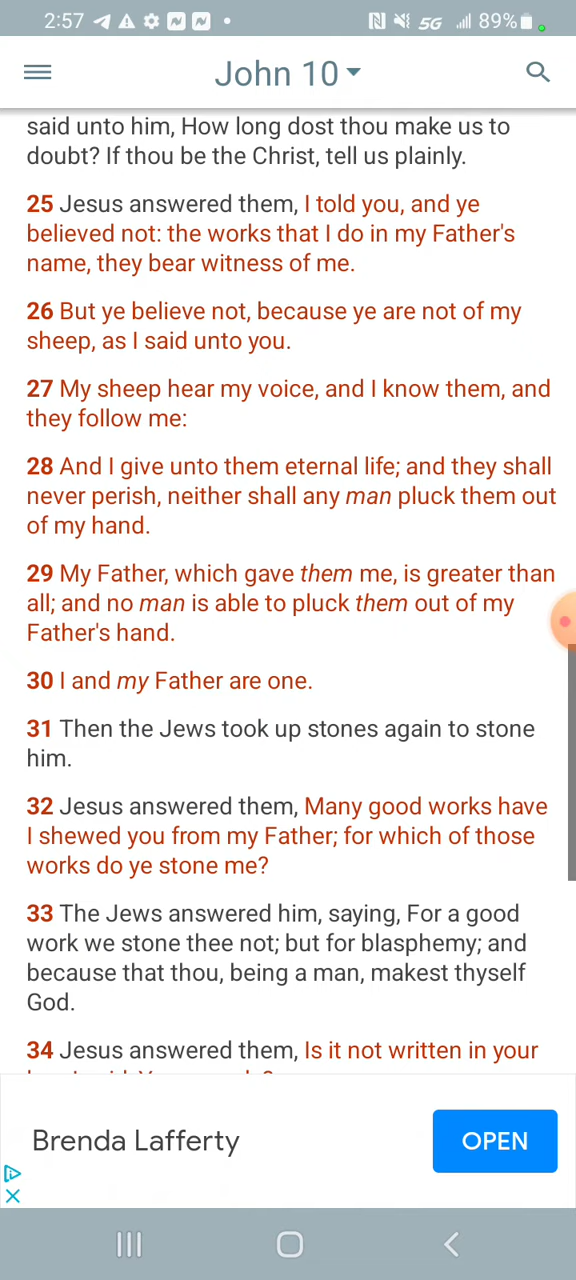 2:57
5G
89%
John 10
said unto him, How long dost thou make us to
doubt? If thou be the Christ, tell us plainly.
25 Jesus answered them, I told you, and ye
believed not: the works that I do in my Father's
name, they bear witness of me.
26 But ye believe not, because ye are not of my
sheep, as I said unto you.
27 My sheep hear my voice, and I know them, and
they follow me:
28 And I give unto them eternal life; and they shall
never perish, neither shall any man pluck them out
of my hand.
29 My Father, which gave them me, is greater than
all; and no man is able to pluck them out of my
Father's hand.
30 I and my Father are one.
31 Then the Jews took up stones again to stone
him.
32 Jesus answered them, Many good works have
I shewed you from my Father; for which of those
works do ye stone me?
33 The Jews answered him, saying, For a good
work we stone thee not; but for blasphemy; and
because that thou, being a man, makest thyself
God.
34 Jesus answered them, Is it not written in your
Brenda Lafferty
OPEN